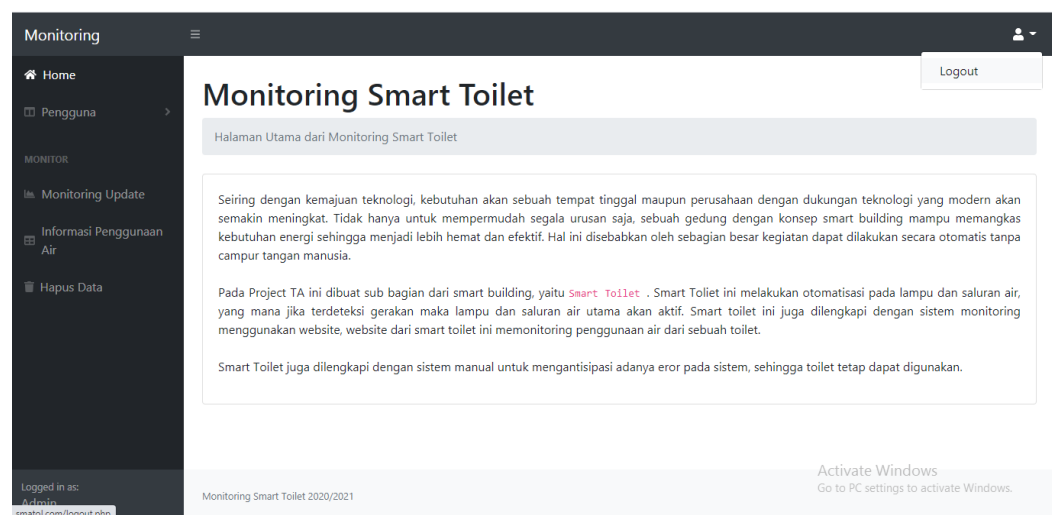 Monitoring
Logout
Home
Pengguna
MONITOR
Monitoring Update
Informasi Penggunaan
Air
Hapus Data
Logged in as:
Admin
smatol.com/logout.php
Monitoring Smart Toilet
Halaman Utama dari Monitoring Smart Toilet
Seiring dengan kemajuan teknologi, kebutuhan akan sebuah tempat tinggal maupun perusahaan dengan dukungan teknologi yang modern akan
semakin meningkat. Tidak hanya untuk mempermudah segala urusan saja, sebuah gedung dengan konsep smart building mampu memangkas
kebutuhan energi sehingga menjadi lebih hemat dan efektif. Hal ini disebabkan oleh sebagian besar kegiatan dapat dilakukan secara otomatis tanpa
campur tangan manusia.
Pada Project TA ini dibuat sub bagian dari smart building, yaitu Smart Toilet . Smart Toliet ini melakukan otomatisasi pada lampu dan saluran air,
yang mana jika terdeteksi gerakan maka lampu dan saluran air utama akan aktif. Smart toilet ini juga dilengkapi dengan sistem monitoring
menggunakan website, website dari smart toilet ini memonitoring penggunaan air dari sebuah toilet.
Smart Toilet juga dilengkapi dengan sistem manual untuk mengantisipasi adanya eror pada sistem, sehingga toilet tetap dapat digunakan.
Activate Windows
Go to PC settings to activate Windows.
Monitoring Smart Toilet 2020/2021